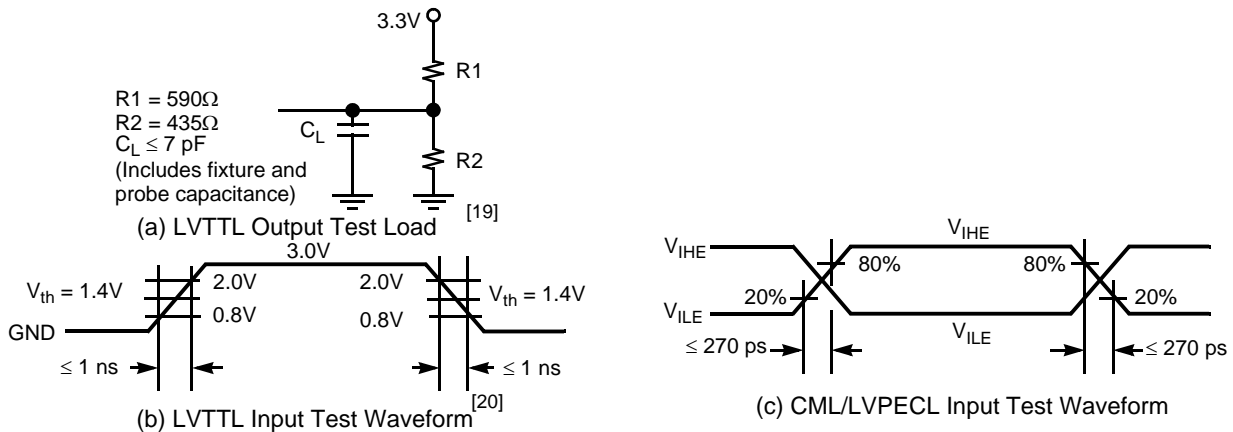 3.3V
R1
R1 = 590Ω
R2 = 435Ω
C_L ≤ 7 pF
(Includes fixture and
probe capacitance)
C_L
R2
(a) LVTTL Output Test Load [19]
3.0V
2.0V
2.0V
V_th = 1.4V
V_th = 1.4V
0.8V
0.8V
GND
≤ 1 ns
≤ 1 ns
(b) LVTTL Input Test Waveform [20]
V_IHE
V_IHE
80%
80%
20%
20%
V_ILE
V_ILE
≤ 270 ps
≤ 270 ps
(c) CML/LVPECL Input Test Waveform